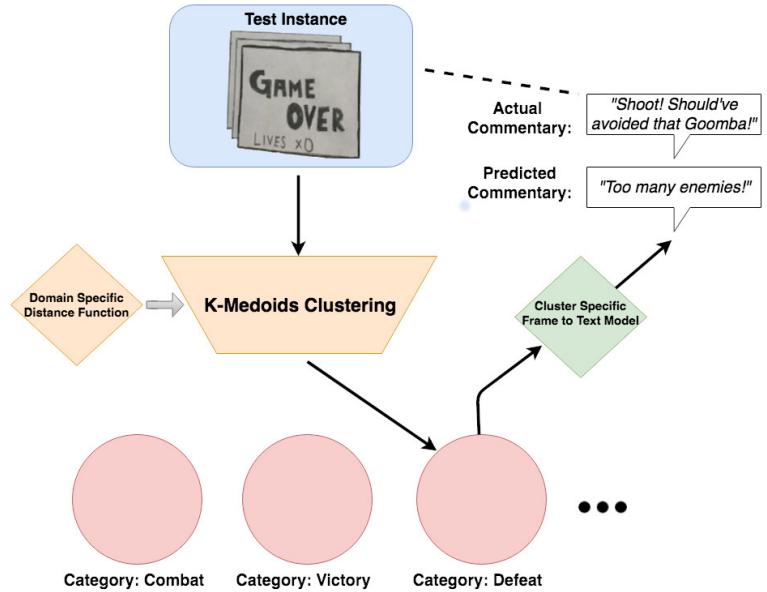 Test Instance
GAME
OVER
LIVES x0
Actual
Commentary:
"Shoot! Should've
avoided that Goomba!"
Predicted
Commentary:
"Too many enemies!"
Domain Specific
Distance Function
K-Medoids Clustering
Cluster Specific
Frame to Text Model
Category: Combat
Category: Victory
Category: Defeat